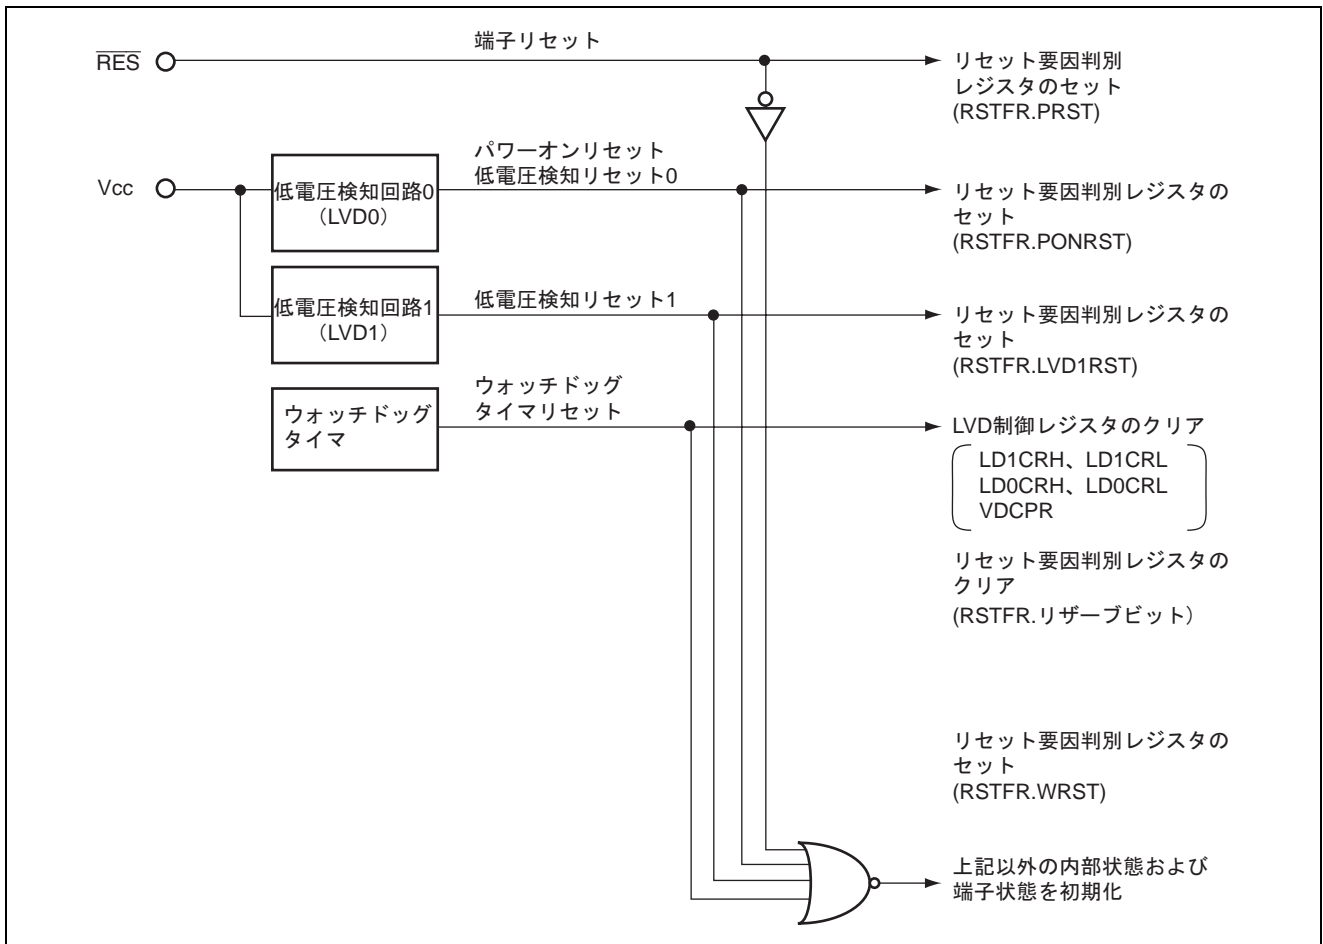 端子リセット
RES
リセット要因判別
レジスタのセット
(RSTFR.PRST)
パワーオンリセット
低電圧検知リセット0
Vcc
低電圧検知回路0
（LVD0）
リセット要因判別レジスタの
セット
(RSTFR.PONRST)
低電圧検知リセット1
低電圧検知回路1
（LVD1）
リセット要因判別レジスタの
セット
(RSTFR.LVD1RST)
ウォッチドッグ
タイマリセット
ウォッチドッグ
タイマ
LVD制御レジスタのクリア
LD1CRH、LD1CRL
LD0CRH、LD0CRL
VDCPR
リセット要因判別レジスタの
クリア
(RSTFR.リザーブビット）
リセット要因判別レジスタの
セット
(RSTFR.WRST)
上記以外の内部状態および
端子状態を初期化